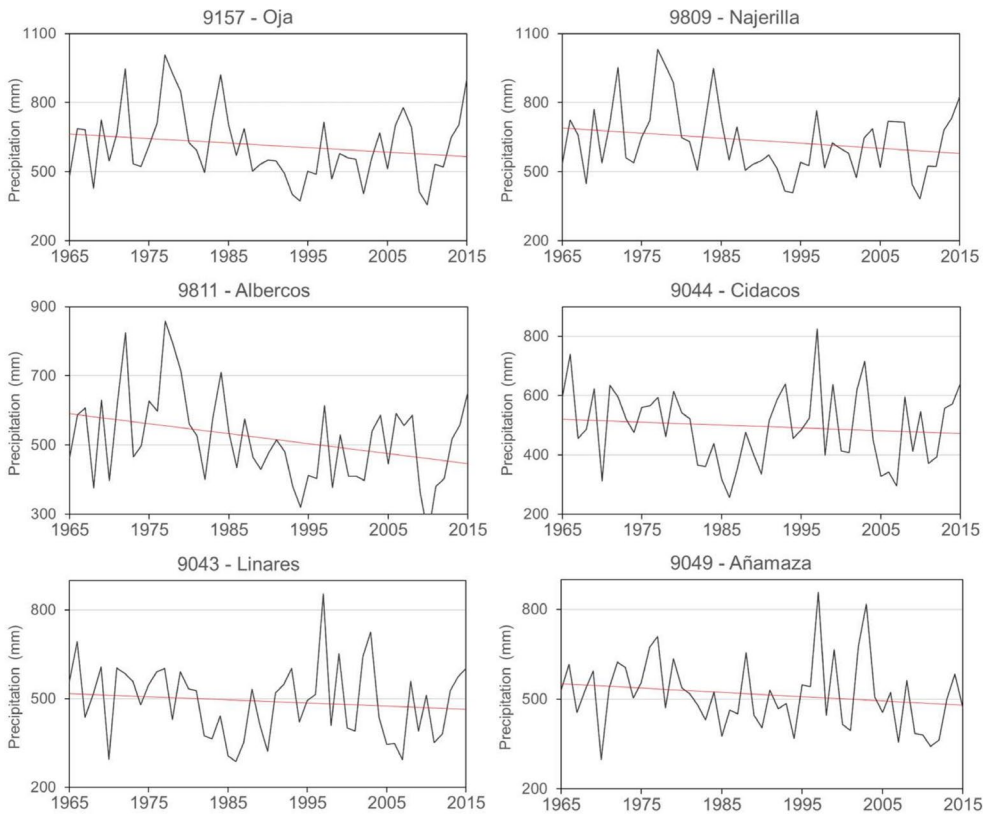 9157 - Oja
Precipitation (mm)
1100
800
500
200
1965 1975 1985 1995 2005 2015
9809 - Najerilla
Precipitation (mm)
1100
800
500
200
1965 1975 1985 1995 2005 2015
9811 - Albercos
Precipitation (mm)
900
700
500
300
1965 1975 1985 1995 2005 2015
9044 - Cidacos
Precipitation (mm)
800
600
400
200
1965 1975 1985 1995 2005 2015
9043 - Linares
Precipitation (mm)
800
500
200
1965 1975 1985 1995 2005 2015
9049 - Añamaza
Precipitation (mm)
800
500
200
1965 1975 1985 1995 2005 2015